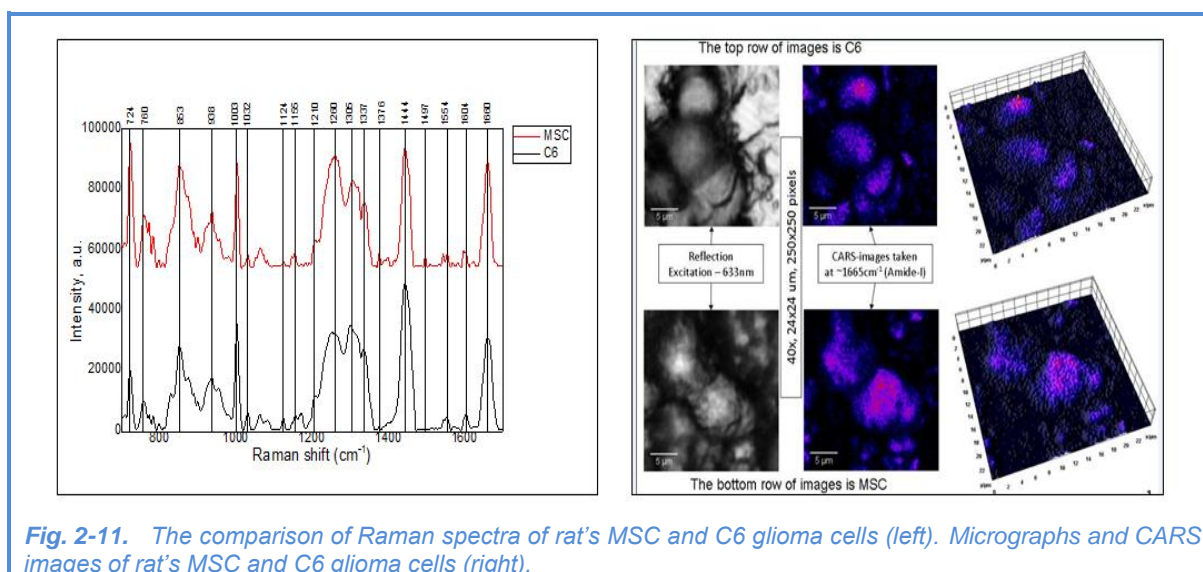 724
760
853
938
1003
1032
1124
1155
1210
1260
1305
1337
1376
1444
1497
1554
1604
1660
100000
80000
60000
40000
20000
0
Intensity, a.u.
800 1000 1200 1400 1600
Raman shift (cm-1)
MSC
C6
The top row of images is C6
5 µm
5 µm
Reflection
Excitation – 633nm
40x, 24x24 um, 250x250 pixels
CARS-images taken
at ~1665cm-1 (Amide-I)
5 µm
5 µm
The bottom row of images is MSC
Fig. 2-11. The comparison of Raman spectra of rat’s MSC and C6 glioma cells (left). Micrographs and CARS
images of rat’s MSC and C6 glioma cells (right).